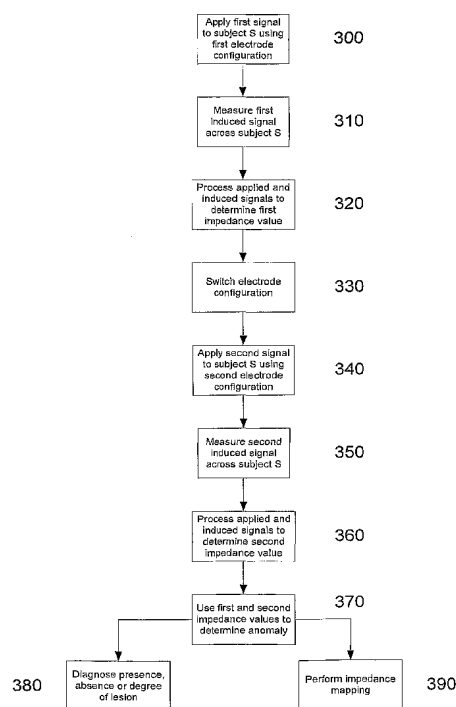 Apply first signal
to subject S using
first electrode
configuration
300
Measure first
induced signal
across subject S
310
Process applied and
induced signals to
determine first
impedance value
320
Switch electrode
configuration
330
Apply second signal
to subject S using
second electrode
configuration
340
Measure second
induced signal
across subject S
350
Process applied and
induced signals to
determine second
impedance value
360
Use first and second
impedance values to
determine anomaly
370
380
Diagnose presence,
absence or degree
of lesion
Perform impedance
mapping
390